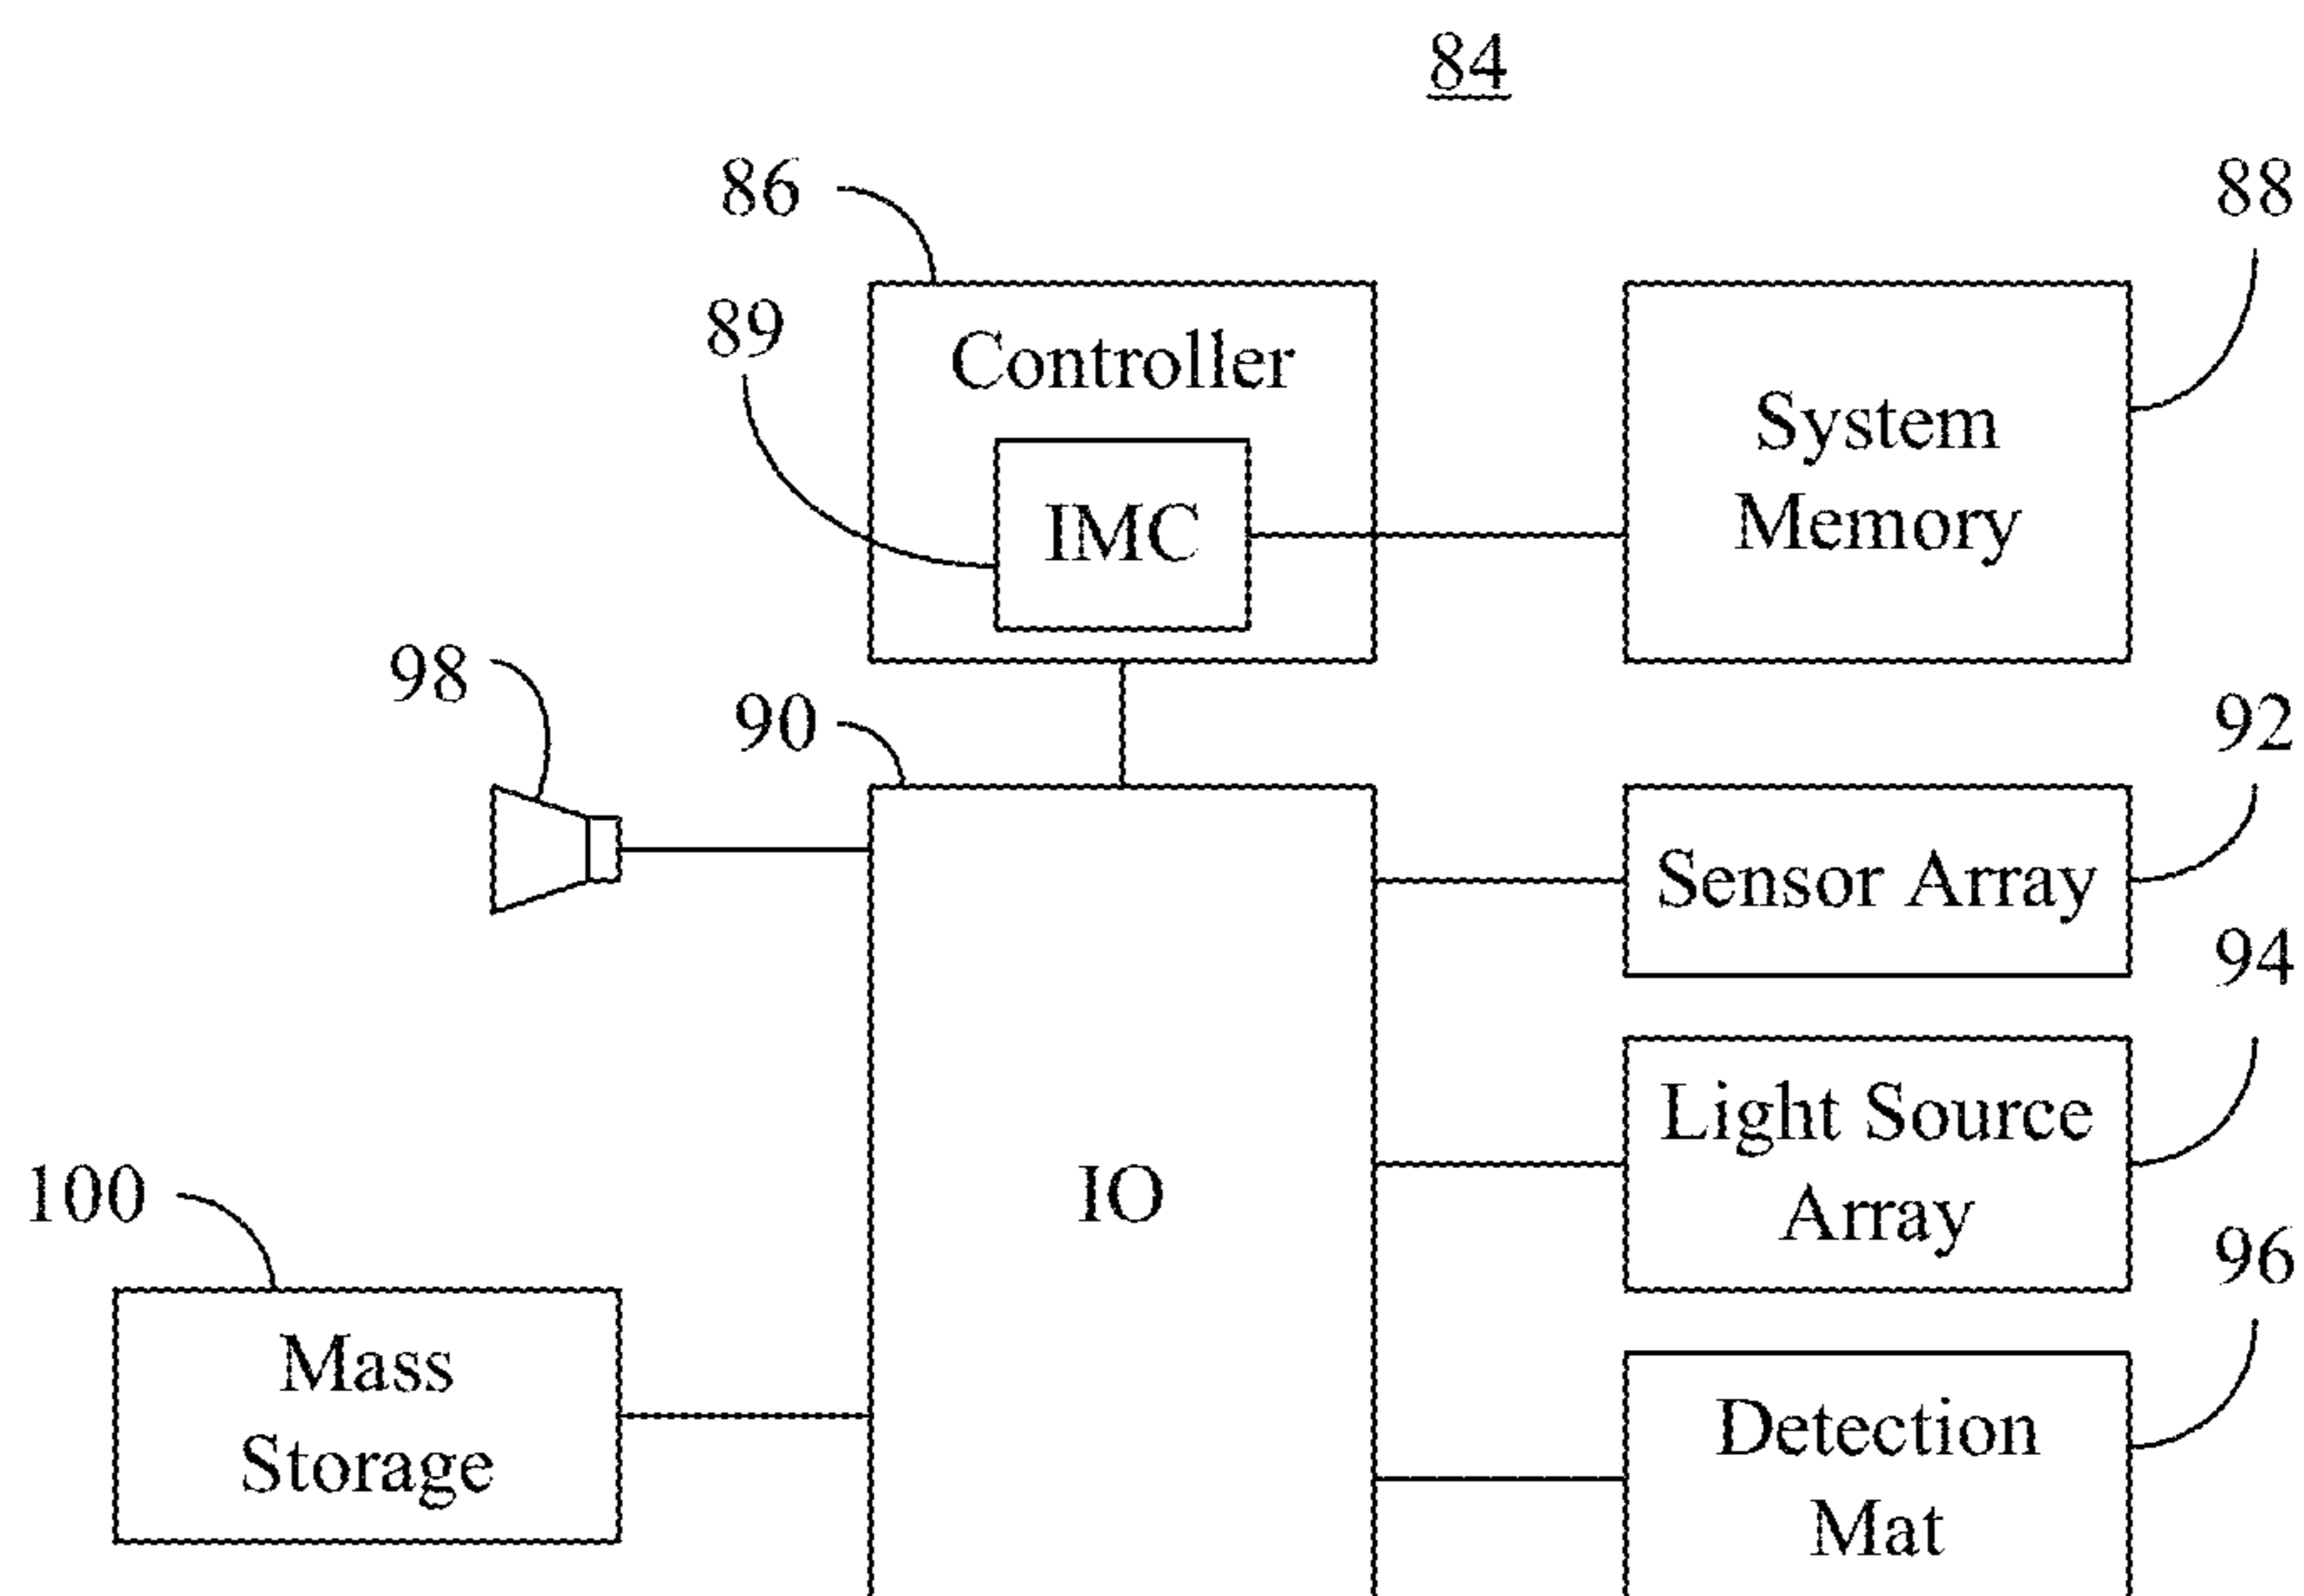 84
86
88
89
Controller
System
Memory
IMC
98
90
92
Sensor Array
94
Light Source
Array
IO
100
96
Mass
Storage
Detection
Mat